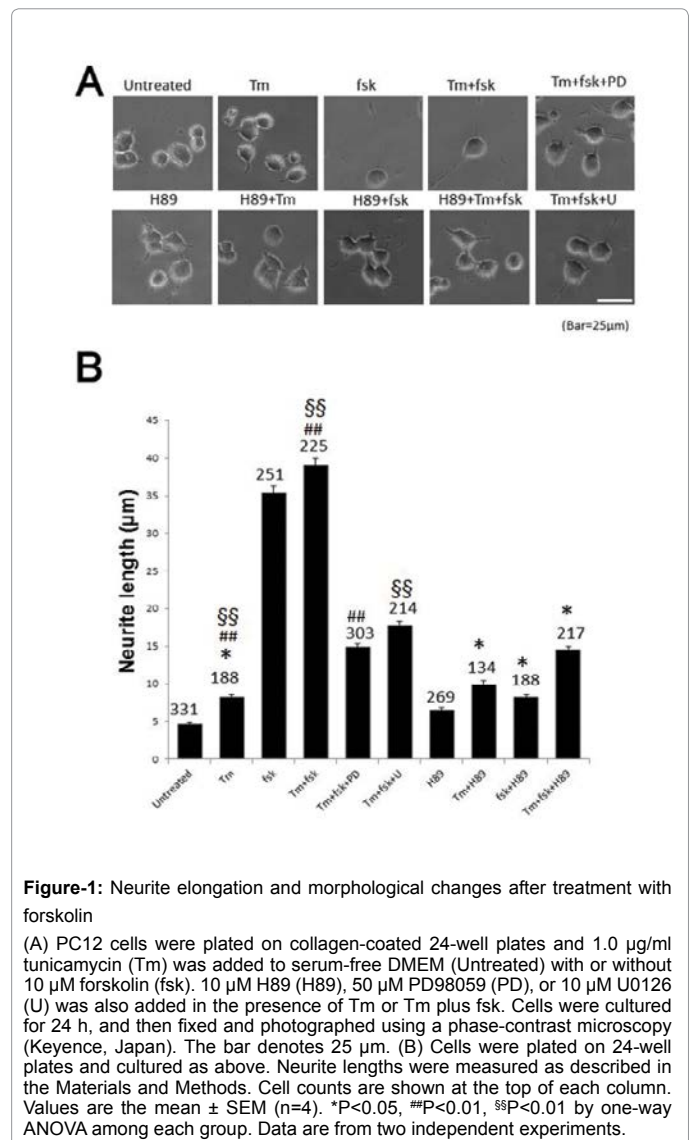 A
Untreated Tm fsk Tm+fsk Tm+fsk+PD
H89 H89+Tm H89+fsk H89+Tm+fsk Tm+fsk+U
(Bar=25µm)
B
Neurite length (µm)
45
40
35
30
25
20
15
10
5
0
331
§§
##
*
188
251
§§
##
225
##
303
§§
214
269
*
134
*
188
*
217
Untreated Tm fsk Tm+fsk Tm+fsk+PD Tm+fsk+U H89 Tm+H89 fsk+H89 Tm+fsk+H89
Figure-1: Neurite elongation and morphological changes after treatment with
forskolin
(A) PC12 cells were plated on collagen-coated 24-well plates and 1.0 µg/ml
tunicamycin (Tm) was added to serum-free DMEM (Untreated) with or without
10 µM forskolin (fsk). 10 µM H89 (H89), 50 µM PD98059 (PD), or 10 µM U0126
(U) was also added in the presence of Tm or Tm plus fsk. Cells were cultured
for 24 h, and then fixed and photographed using a phase-contrast microscopy
(Keyence, Japan). The bar denotes 25 µm. (B) Cells were plated on 24-well
plates and cultured as above. Neurite lengths were measured as described in
the Materials and Methods. Cell counts are shown at the top of each column.
Values are the mean ± SEM (n=4). *P<0.05, ##P<0.01, §§P<0.01 by one-way
ANOVA among each group. Data are from two independent experiments.